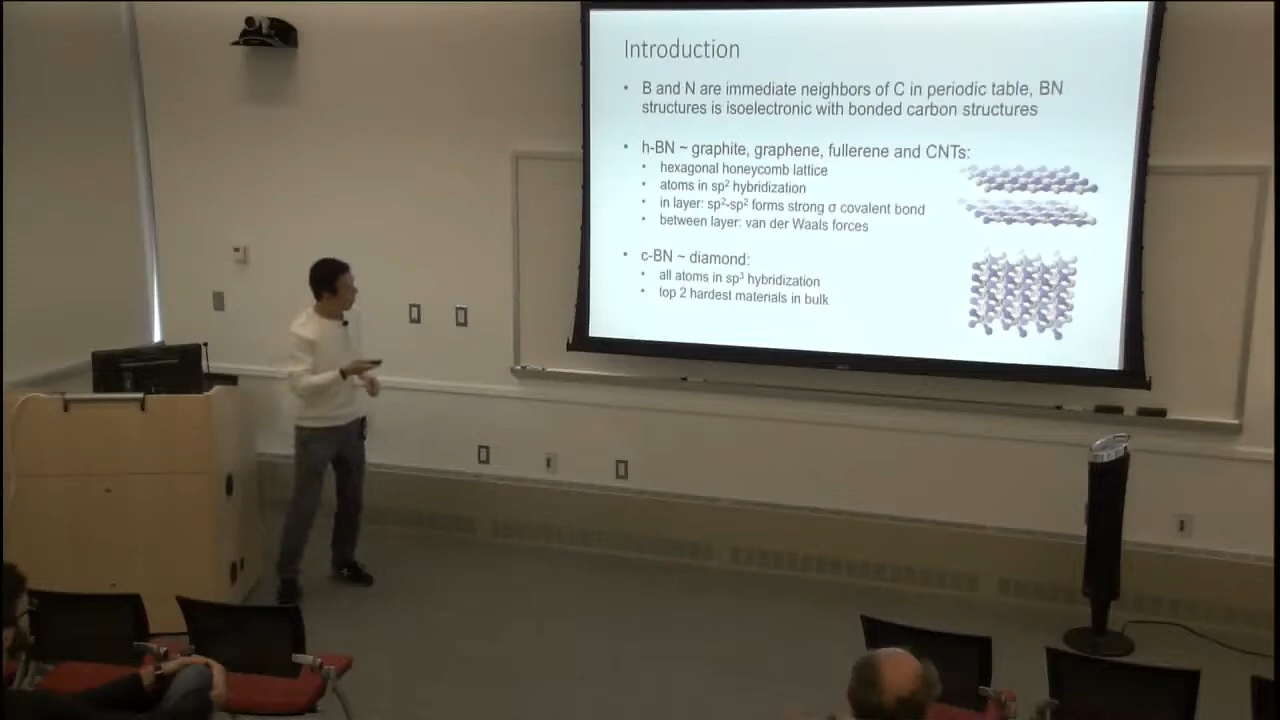 Introduction
• B and N are immediate neighbors of C in periodic table, BN
structures is isoelectronic with bonded carbon structures
• h-BN ~ graphite, graphene, fullerene and CNTs:
• hexagonal honeycomb lattice
• atoms in sp² hybridization
• in layer: sp²-sp² forms strong σ covalent bond
• between layer: van der Waals forces
• c-BN ~ diamond:
• all atoms in sp³ hybridization
• top 2 hardest materials in bulk